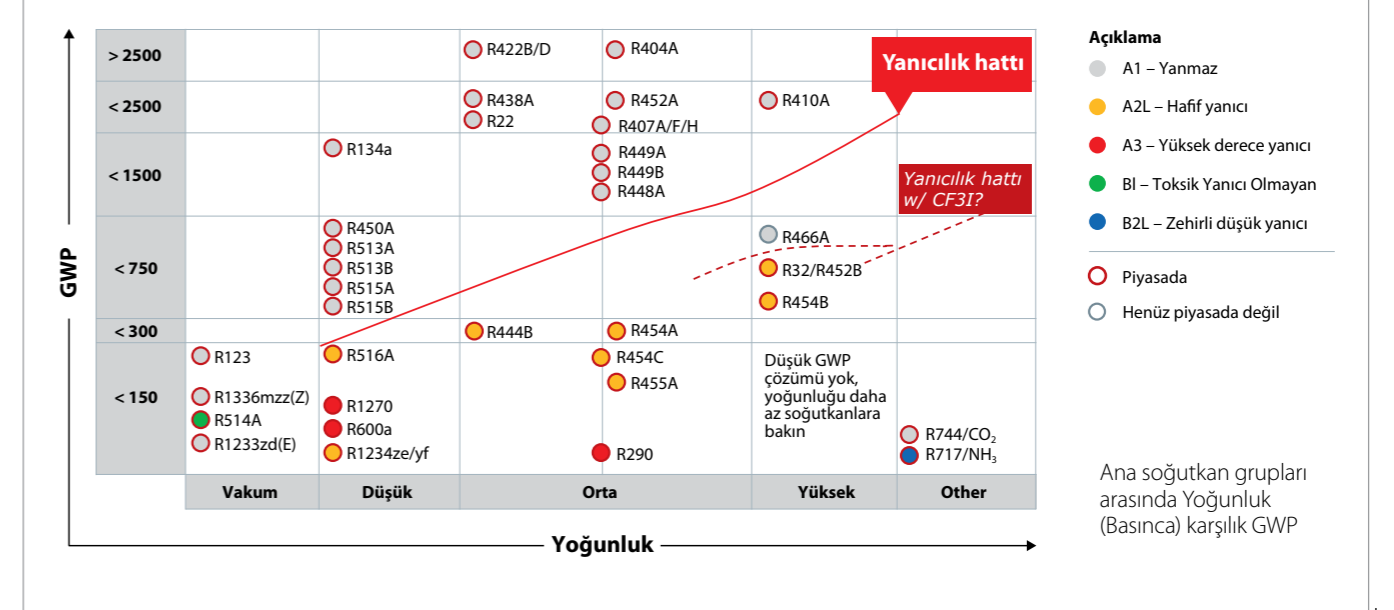 GWP
> 2500
R422B/D
R404A
Yanıcılık hattı
< 2500
R438A
R452A
R410A
R22
R407A/F/H
< 1500
R134a
R449A
R449B
R448A
Yanıcılık hattı
w/ CF3I?
< 750
R450A
R513A
R513B
R515A
R515B
R466A
R32/R452B
R454B
< 300
R444B
R454A
< 150
R123
R1336mzz(Z)
R514A
R1233zd(E)
R516A
R1270
R600a
R1234ze/yf
R454C
R455A
R290
Düşük GWP
çözümü yok,
yoğunluğu daha
az soğutkanlara
bakın
R744/CO₂
R717/NH₃
Vakum
Düşük
Orta
Yüksek
Other
Yoğunluk
Açıklama
A1 – Yanmaz
A2L – Hafif yanıcı
A3 – Yüksek derece yanıcı
Bl – Toksik Yanıcı Olmayan
B2L – Zehirli düşük yanıcı
Piyasada
Henüz piyasada değil
Ana soğutkan grupları
arasında Yoğunluk
(Basınca) karşılık GWP